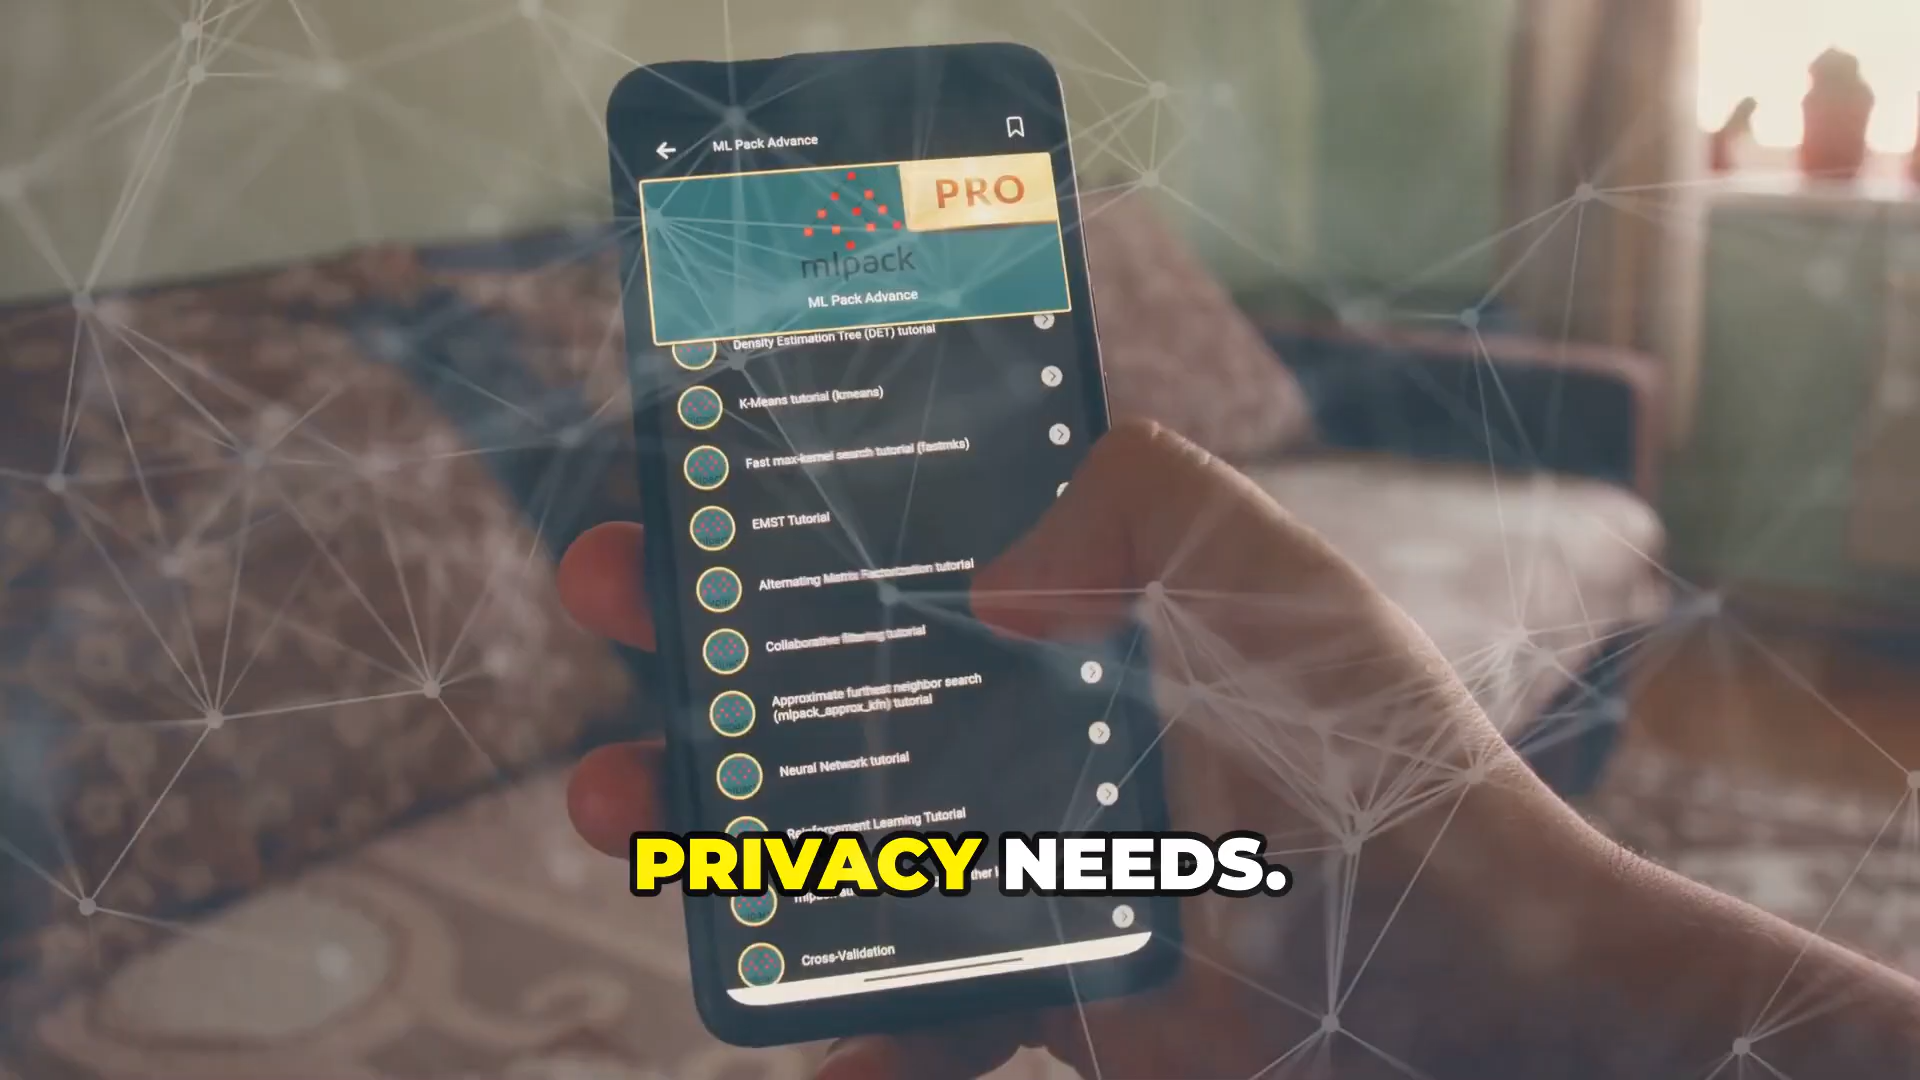 ML Pack Advance
PRO
mlpack
ML Pack Advance
Density Estimation Tree (DET) tutorial
K-Means tutorial (kmeans)
Fast max-kernel search tutorial (fastmks)
EMST Tutorial
Alternating Matrix Factorization tutorial
Collaborative filtering tutorial
Approximate furthest neighbor search
(mlpack_approx_kfn) tutorial
Neural Network tutorial
Reinforcement Learning Tutorial
PRIVACY NEEDS.
Cross-Validation